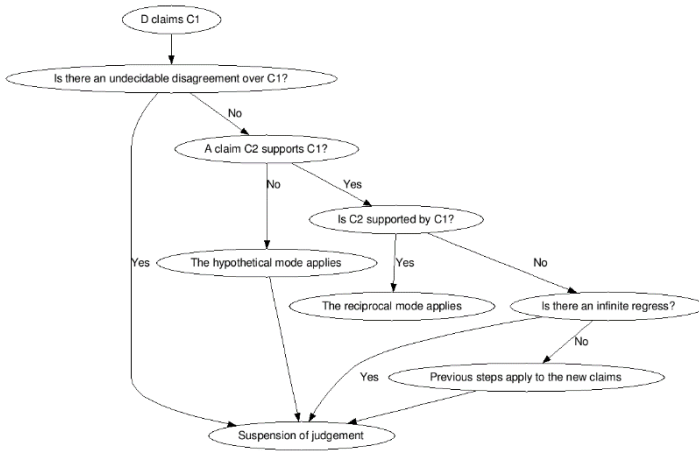 D claims C1
Is there an undecidable disagreement over C1?
No
A claim C2 supports C1?
No
Yes
Is C2 supported by C1?
Yes
The hypothetical mode applies
Yes
No
The reciprocal mode applies
Is there an infinite regress?
No
Yes
Previous steps apply to the new claims
Suspension of judgement